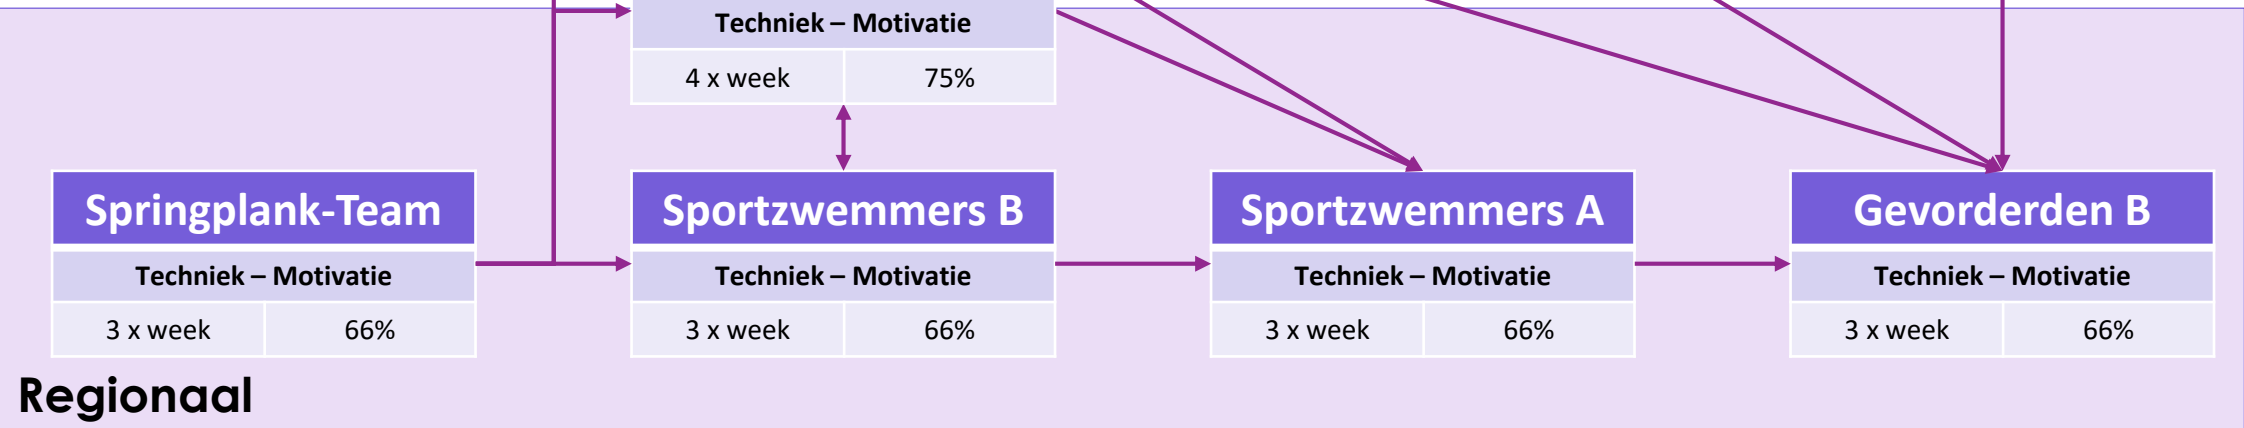 Techniek – Motivatie
4 x week 75%
Springplank-Team Sportzwemmers B Sportzwemmers A Gevorderden B
Techniek – Motivatie Techniek – Motivatie Techniek – Motivatie Techniek – Motivatie
3 x week 66% 3 x week 66% 3 x week 66% 3 x week 66%
Regionaal